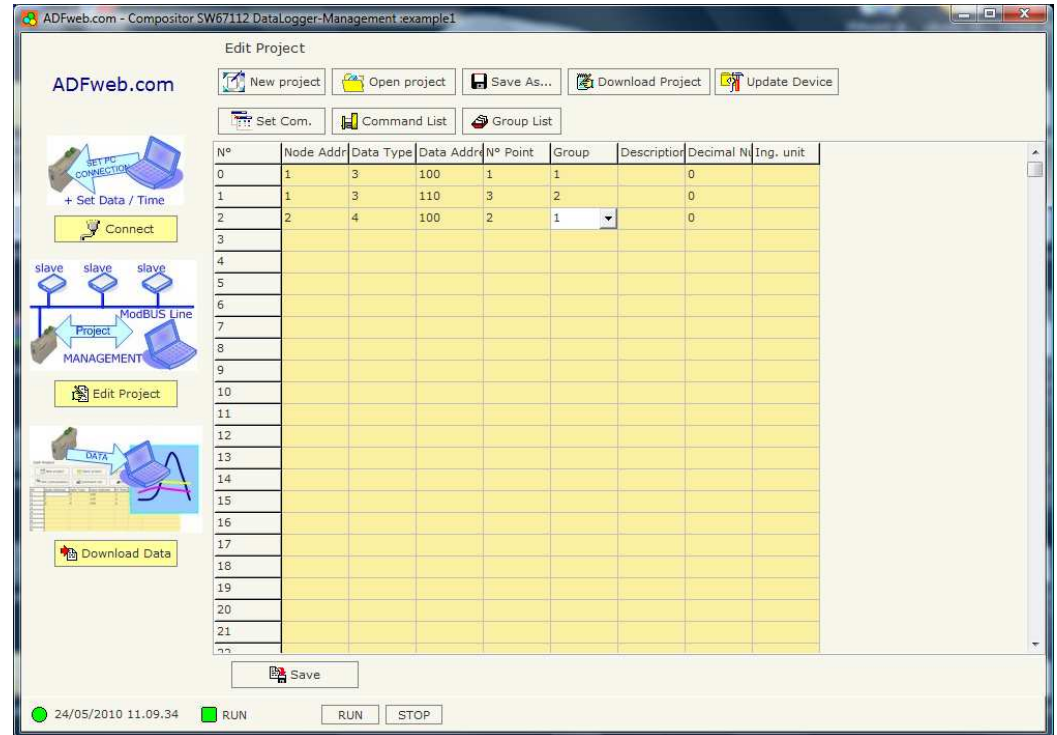 ADFweb.com - Compositor SW67112 DataLogger-Management :example1
Edit Project
ADFweb.com
New project
Open project
Save As...
Download Project
Update Device
Set Com.
Command List
Group List
SET PC
CONNECTION
+ Set Data / Time
Connect
slave slave slave
ModBUS Line
Project
MANAGEMENT
Edit Project
DATA
Download Data
N° Node Addr Data Type Data Addre N° Point Group Description Decimal Nu Ing. unit
0 1 3 100 1 1 0
1 1 3 110 3 2 0
2 2 4 100 2 1 0
3
4
5
6
7
8
9
10
11
12
13
14
15
16
17
18
19
20
21
22
Save
24/05/2010 11.09.34 RUN RUN STOP